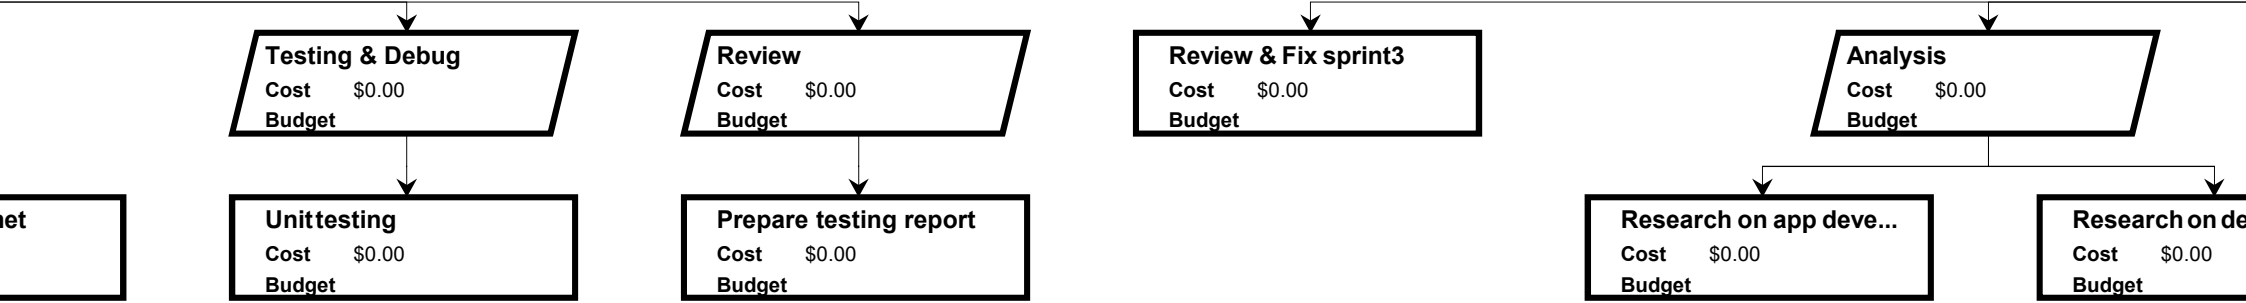 Testing & Debug
Cost $0.00
Budget
Review
Cost $0.00
Budget
Review & Fix sprint3
Cost $0.00
Budget
Analysis
Cost $0.00
Budget
Unit testing
Cost $0.00
Budget
Prepare testing report
Cost $0.00
Budget
Research on app deve...
Cost $0.00
Budget
Research on de
Cost $0.00
Budget